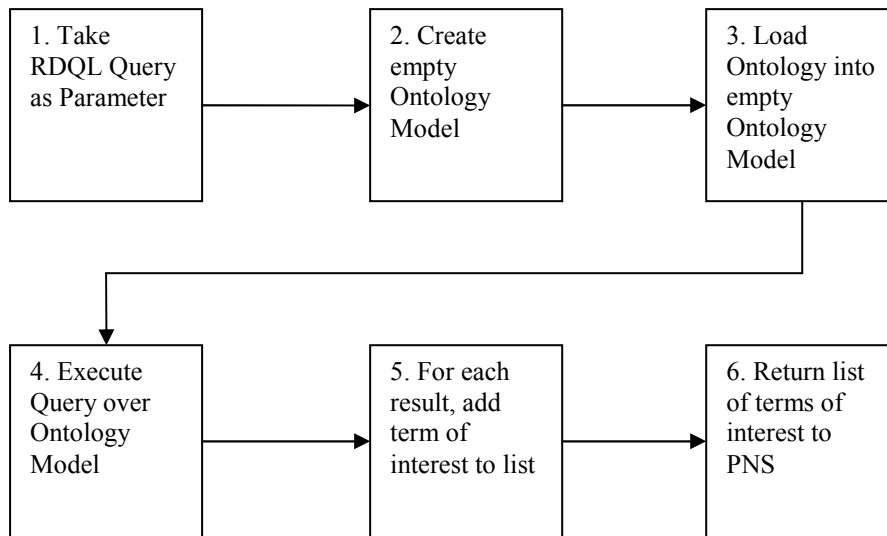 1. Take
RDQL Query
as Parameter
2. Create
empty
Ontology
Model
3. Load
Ontology into
empty
Ontology
Model
4. Execute
Query over
Ontology
Model
5. For each
result, add
term of
interest to list
6. Return list
of terms of
interest to
PNS